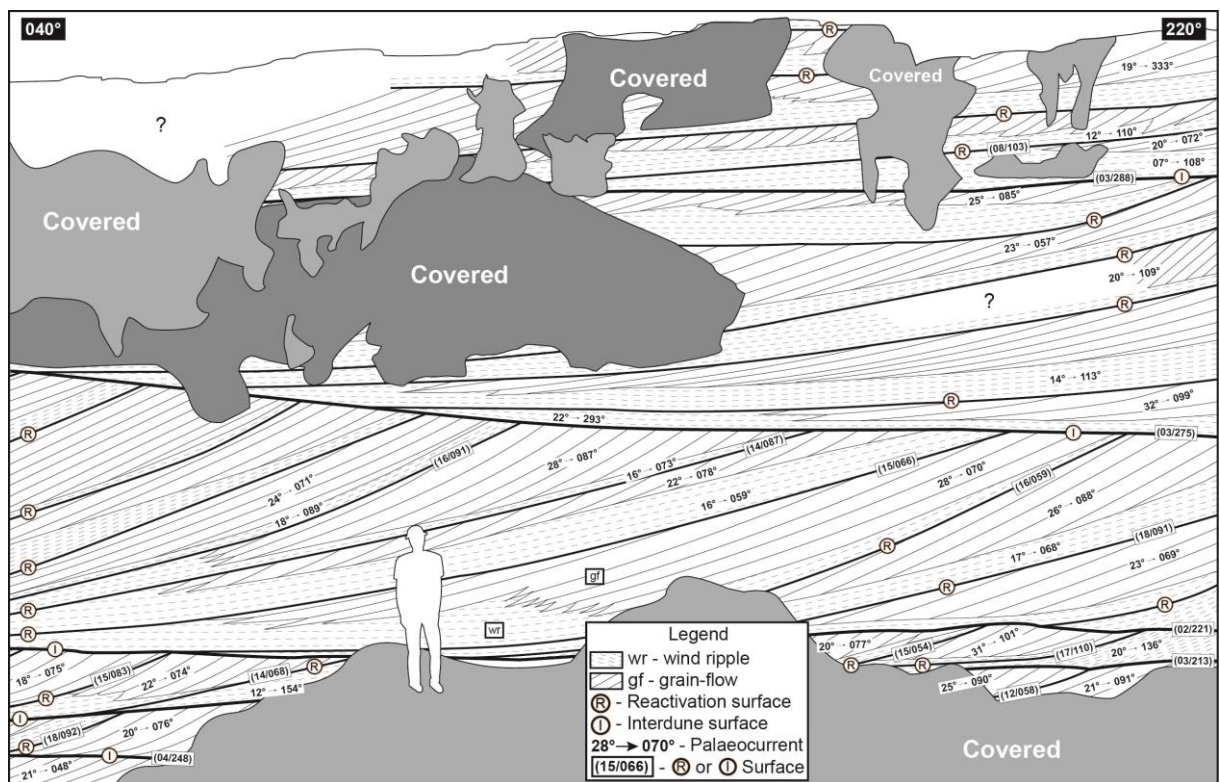 040°
220°
R
Covered
Covered
19° → 333°
R
?
R
12° → 110°
20° → 072°
R
(08/103)
07° → 108°
(03/288)
I
25° → 085°
Covered
R
23° → 057°
R
Covered
20° → 109°
?
R
14° → 113°
R
32° → 099°
22° → 293°
I
(03/275)
R
(16/091)
28° → 087°
16° → 073°
(14/087)
22° → 078°
(15/066)
28° → 070°
(16/059)
24° → 071°
18° → 089°
16° → 059°
26° → 088°
R
(18/091)
R
R
17° → 068°
23° → 069°
gf
R
R
R
wr
R
I
(02/221)
20° → 077°
(15/054)
31° → 101°
(17/110)
20° → 136°
(03/213)
18° → 075°
(15/083)
22° → 074°
(14/068)
R
R
R
R
12° → 154°
25° → 090°
(12/058)
21° → 091°
I
20° → 076°
R
(18/092)
21° → 048°
(04/248)
I
Legend
wr - wind ripple
gf - grain-flow
R - Reactivation surface
I - Interdune surface
28° → 070° - Palaeocurrent
(15/066) - R or I Surface
Covered